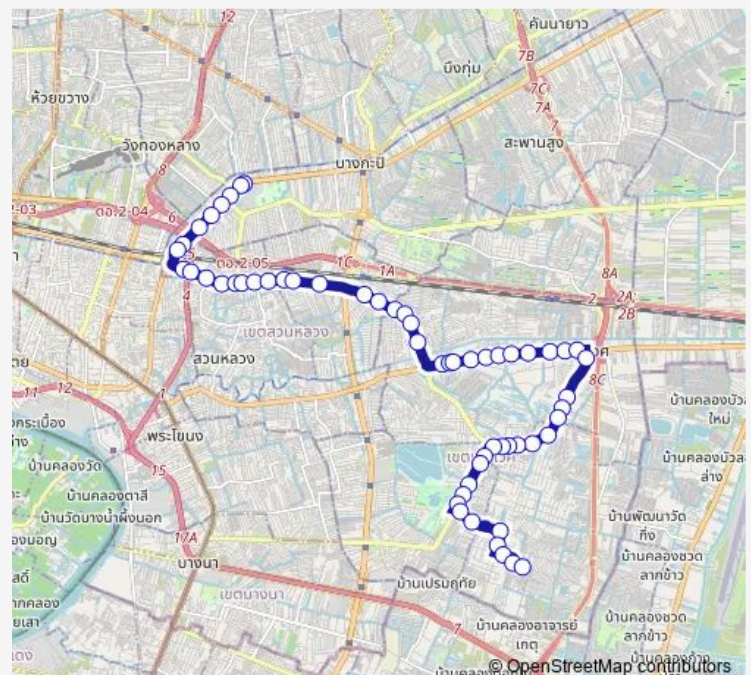 12
คันนายาว
7B
บึงกุ่ม
7C
7A
ห้วยขวาง
วังทองหลาง
สะพานสูง
บางกะปิ
8
2-03
ตอ.2-04
6
5
ตอ.2-05
1C
1A
8A
2
2A;
2B
4
เขตสวนหลวง
สวนหลวง
8C
11
12
1
บ้านคลองบัว
ใหม่
พระโขนง
บ้านคลองวัด
15
บ้านคลองบัว
ล่าง
บ้านคลองตาสี
บ้านวัดบางน้ำผึ้งนอก
บ้านพัฒนาวัด
17A
บางนา
บ้านคลองชวด
ลากข้าว
บ้านเปรมฤทัย
เขตบางนา
7
บ้านคลองอาจารย์
เกตุ
บ้านคลองชวด
ลากข้าว
© OpenStreetMap contributors